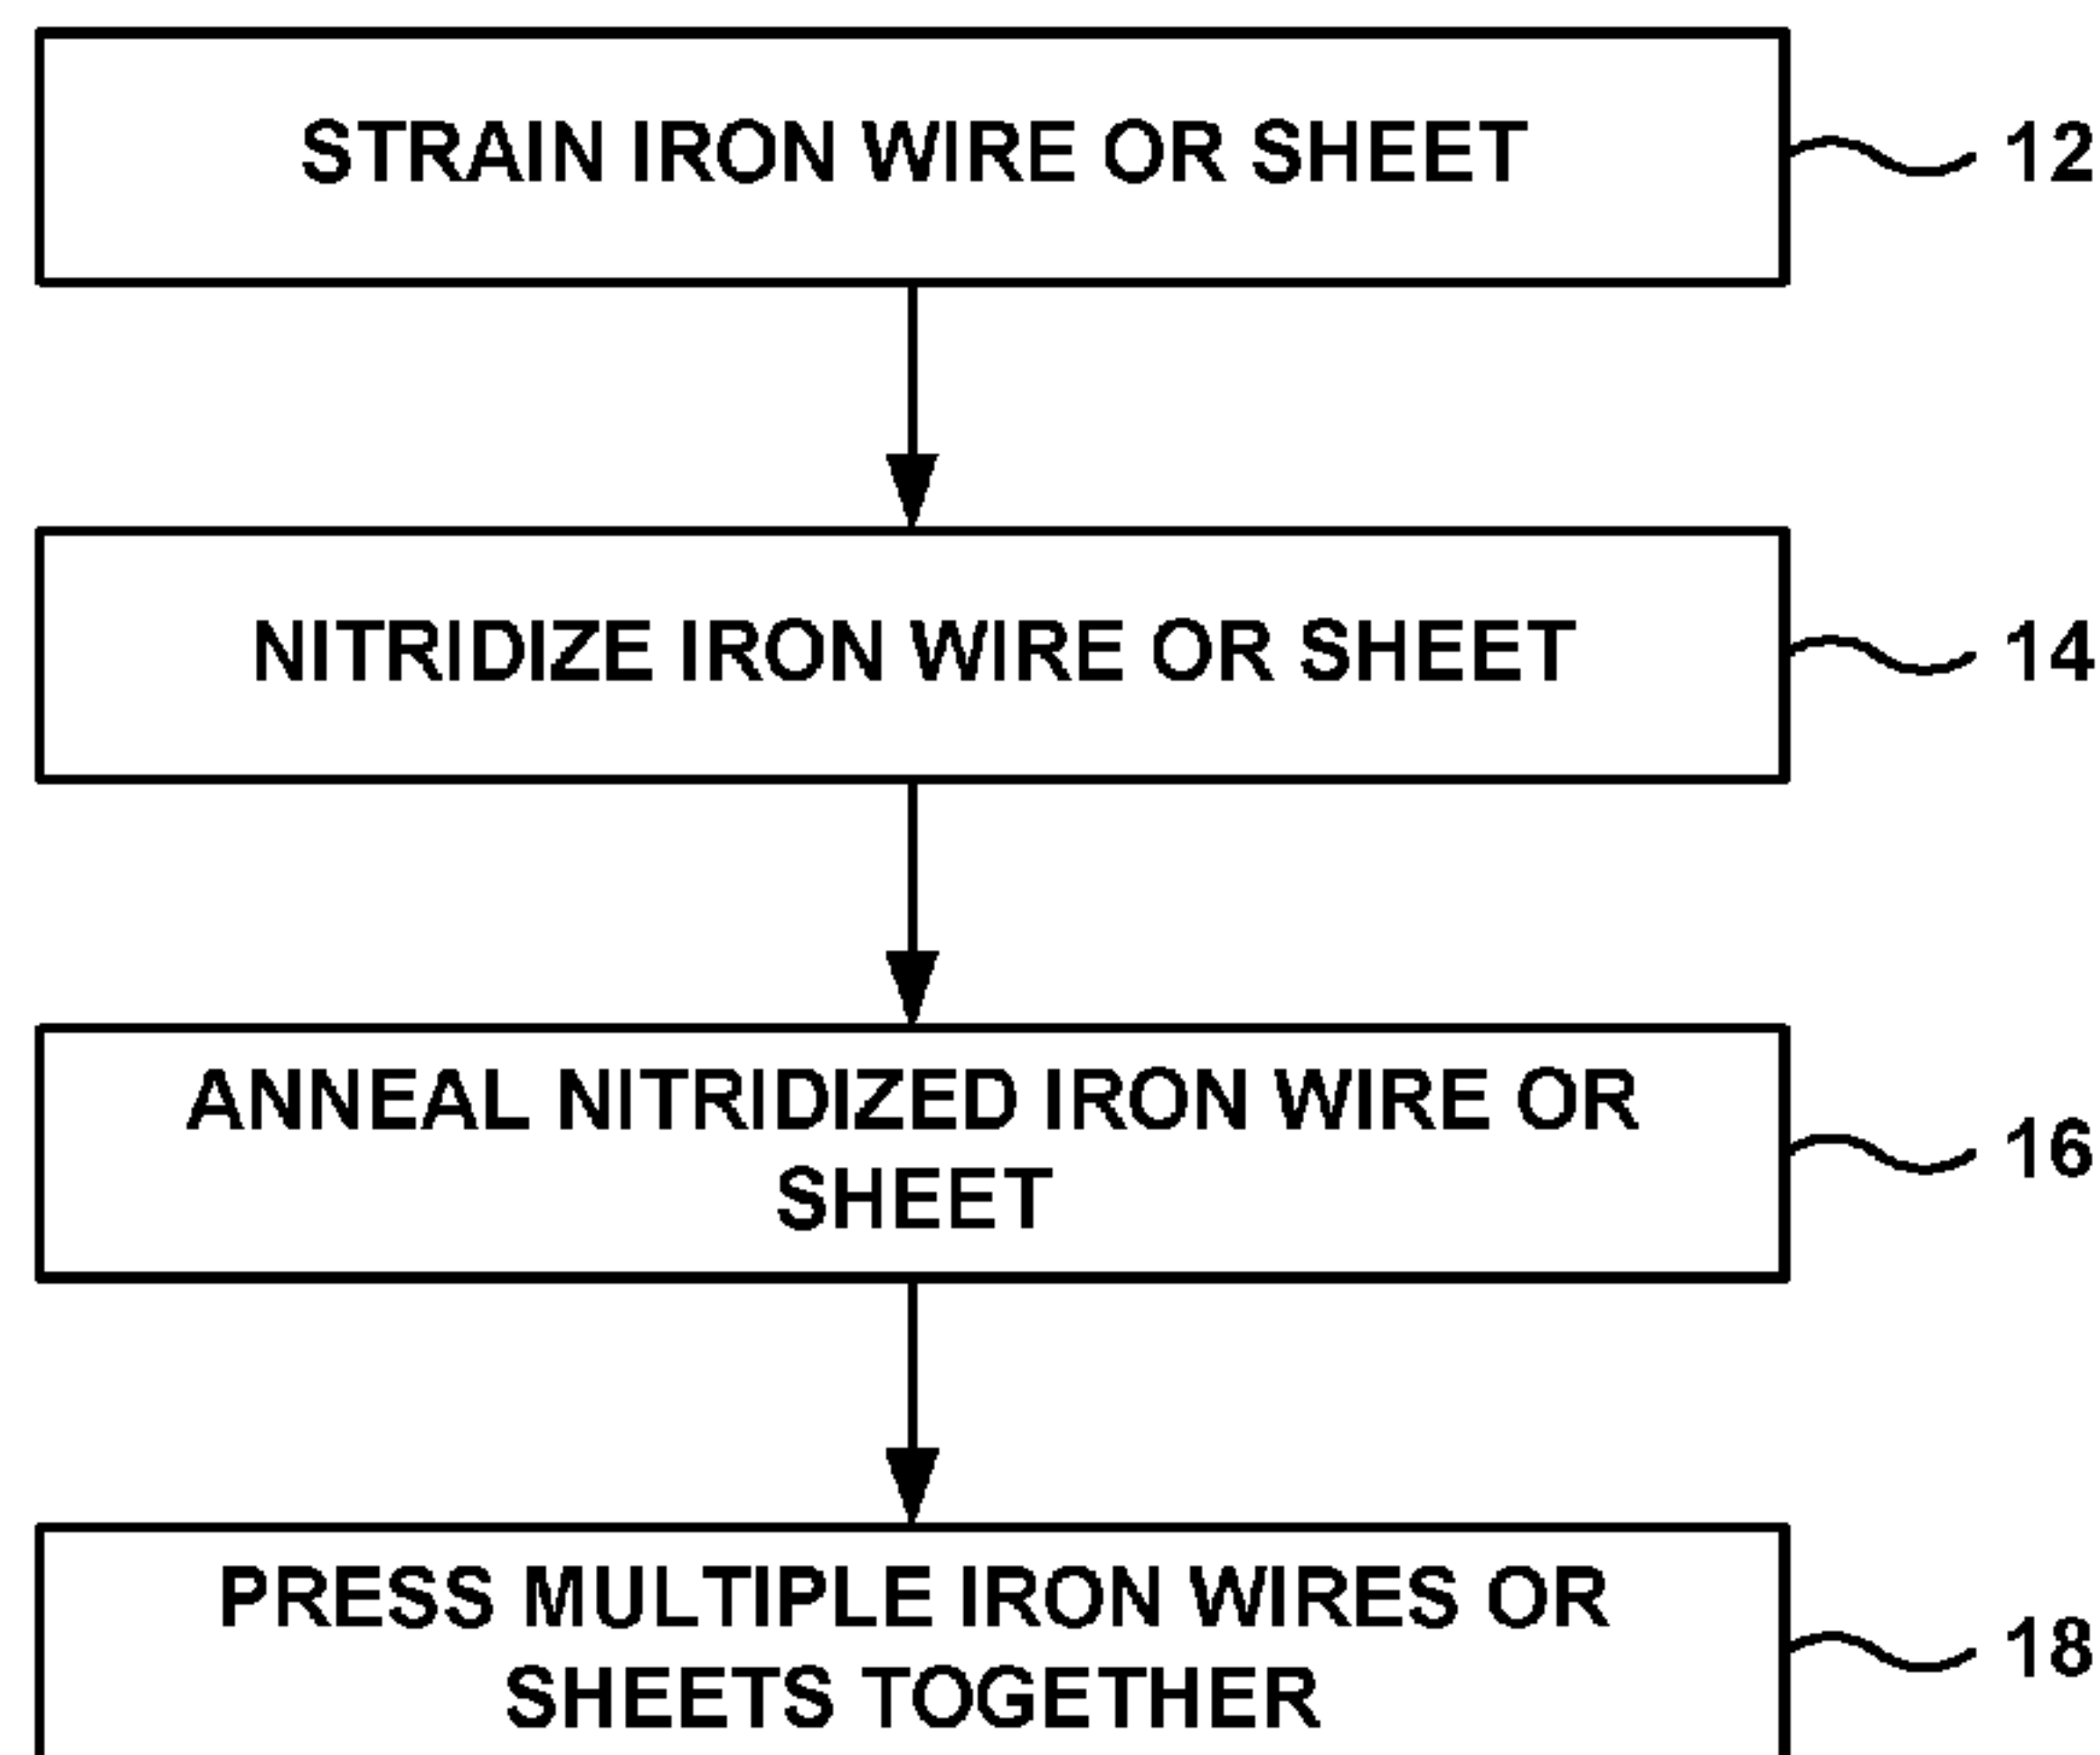 STRAIN IRON WIRE OR SHEET
12
NITRIDIZE IRON WIRE OR SHEET
14
ANNEAL NITRIDIZED IRON WIRE OR
SHEET
16
PRESS MULTIPLE IRON WIRES OR
SHEETS TOGETHER
18